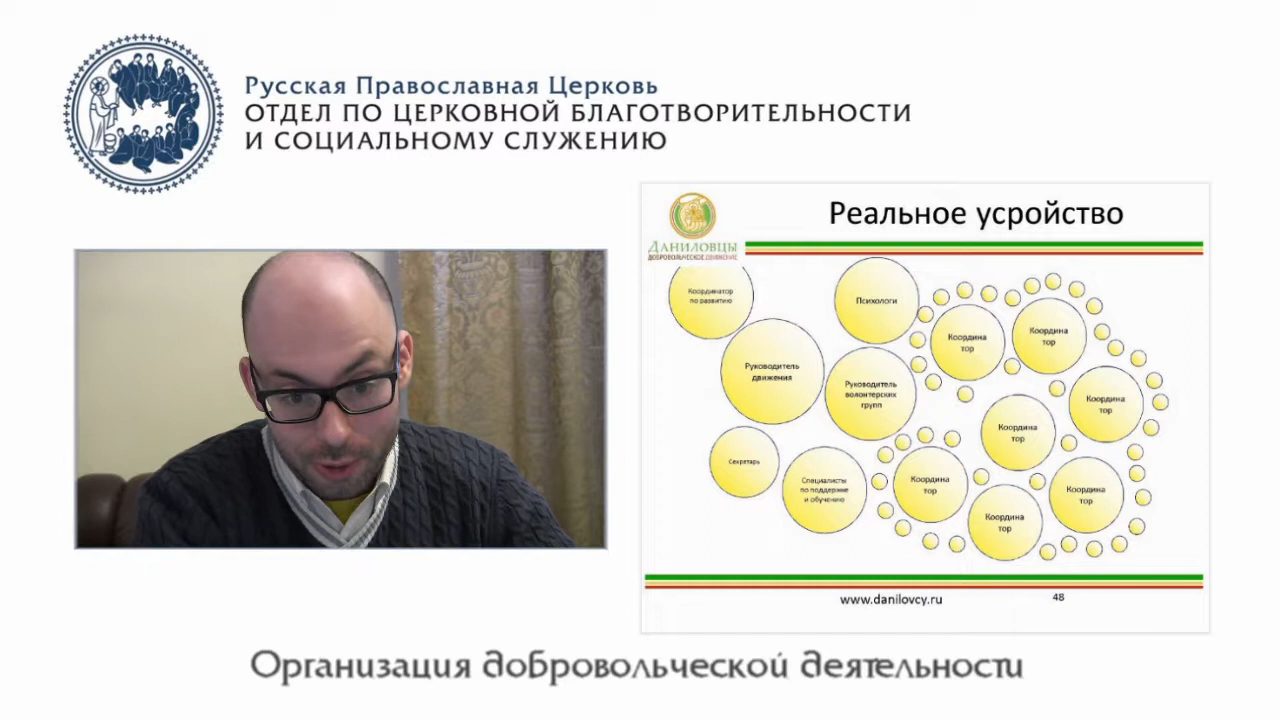 Русская Православная Церковь
ОТДЕЛ ПО ЦЕРКОВНОЙ БЛАГОТВОРИТЕЛЬНОСТИ
И СОЦИАЛЬНОМУ СЛУЖЕНИЮ
Реальное усройство
ДАНИЛОВЦЫ
ДОБРОВОЛЬЧЕСКОЕ ДВИЖЕНИЕ
Координатор
по развитию
Психологи
Координа
тор
Координа
тор
Руководитель
движения
Руководитель
волонтерских
групп
Координа
тор
Координа
тор
Секретарь
Специалисты
по поддержке
и обучению
Координа
тор
Координа
тор
Координа
тор
www.danilovcy.ru
48
Организация добровольческой деятельности